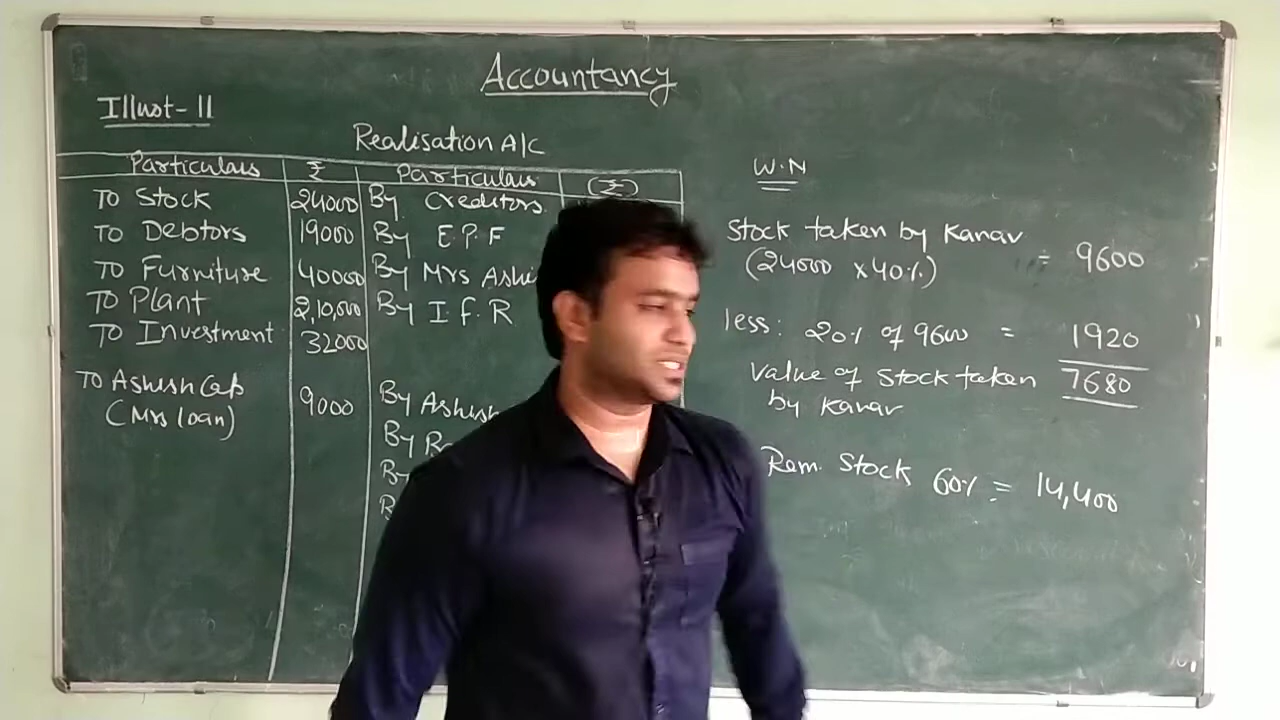 Accountancy
Illust-11
Realisation A/c
Particulars ₹ Particulars (₹)
To Stock 24000 By Creditors.
To Debtors 19000 By E.P.F
To Furniture 40000 By Mrs Ashi
To Plant 2,10,000 By I.F.R
To Investment 32000
To Ashish Cap 9000 By Ashish
(Mrs loan)
By
By
W.N
Stock taken by Kanav = 9600
(24000 x 40%)
less: 20% of 9600 = 1920
Value of Stock taken 7680
by Kanav
Rem. Stock 60% = 14,400